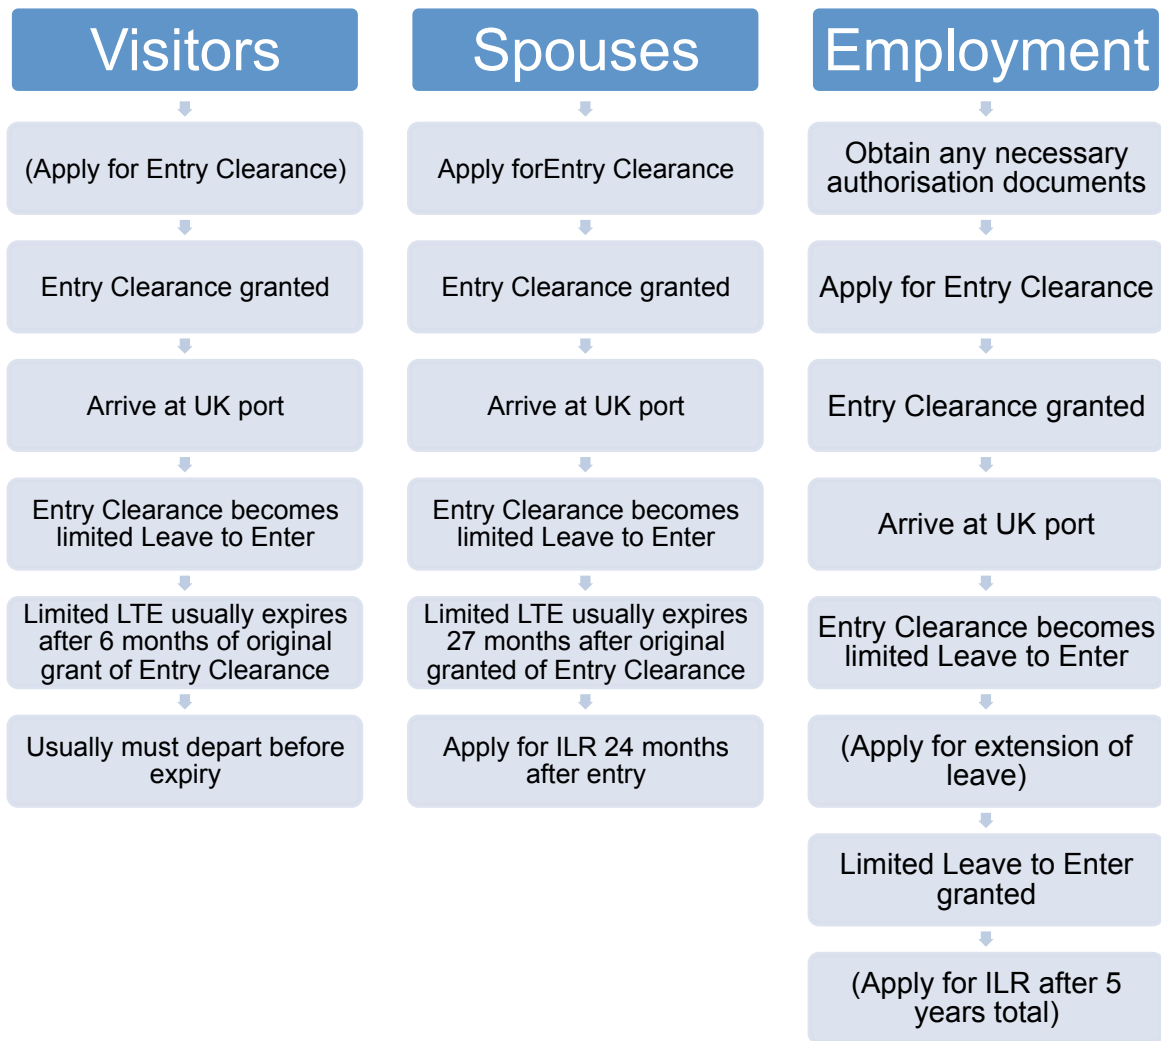 Visitors
(Apply for Entry Clearance)
Entry Clearance granted
Arrive at UK port
Entry Clearance becomes
limited Leave to Enter
Limited LTE usually expires
after 6 months of original
grant of Entry Clearance
Usually must depart before
expiry
Spouses
Apply forEntry Clearance
Entry Clearance granted
Arrive at UK port
Entry Clearance becomes
limited Leave to Enter
Limited LTE usually expires
27 months after original
granted of Entry Clearance
Apply for ILR 24 months
after entry
Employment
Obtain any necessary
authorisation documents
Apply for Entry Clearance
Entry Clearance granted
Arrive at UK port
Entry Clearance becomes
limited Leave to Enter
(Apply for extension of
leave)
Limited Leave to Enter
granted
(Apply for ILR after 5
years total)